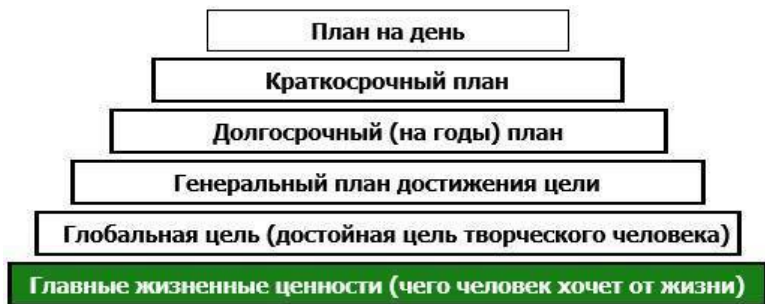 План на день
Краткосрочный план
Долгосрочный (на годы) план
Генеральный план достижения цели
Глобальная цель (достойная цель творческого человека)
Главные жизненные ценности (чего человек хочет от жизни)